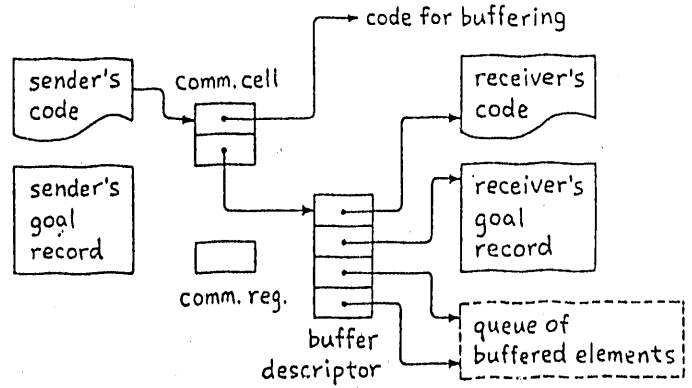 code for buffering
sender's
code
comm. cell
receiver's
code
sender's
goal
record
receiver's
goal
record
comm. reg.
buffer
descriptor
queue of
buffered elements